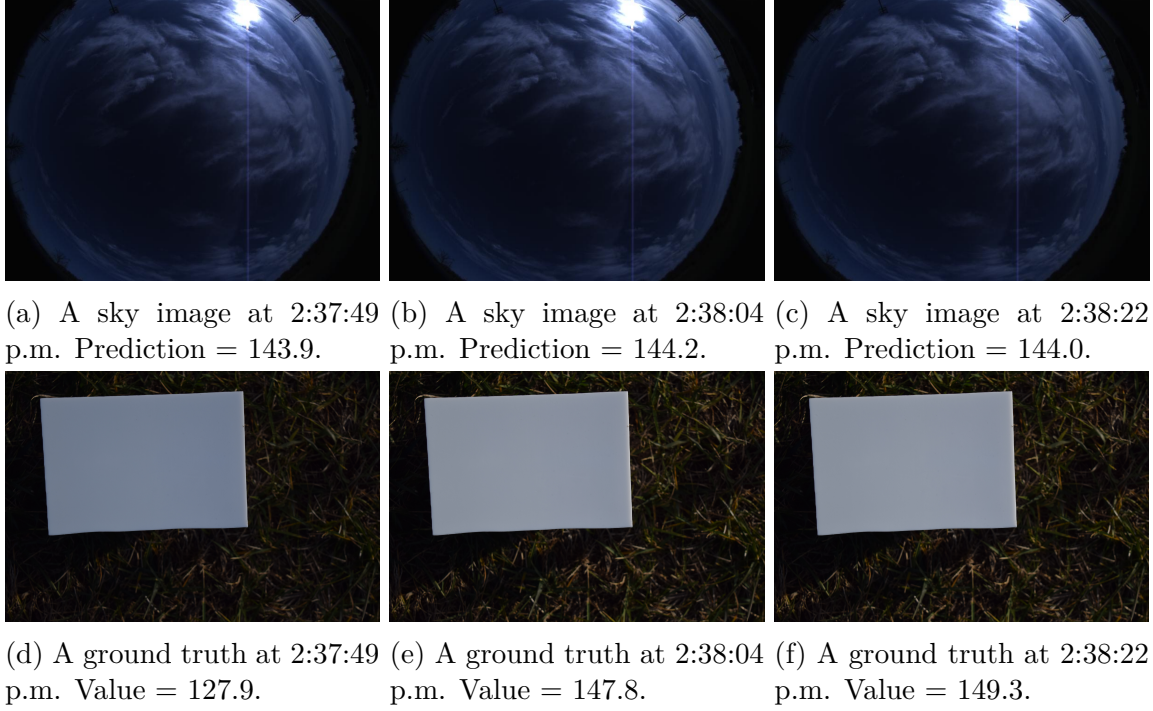 (a) A sky image at 2:37:49
p.m. Prediction = 143.9.
(b) A sky image at 2:38:04
p.m. Prediction = 144.2.
(c) A sky image at 2:38:22
p.m. Prediction = 144.0.
(d) A ground truth at 2:37:49
p.m. Value = 127.9.
(e) A ground truth at 2:38:04
p.m. Value = 147.8.
(f) A ground truth at 2:38:22
p.m. Value = 149.3.